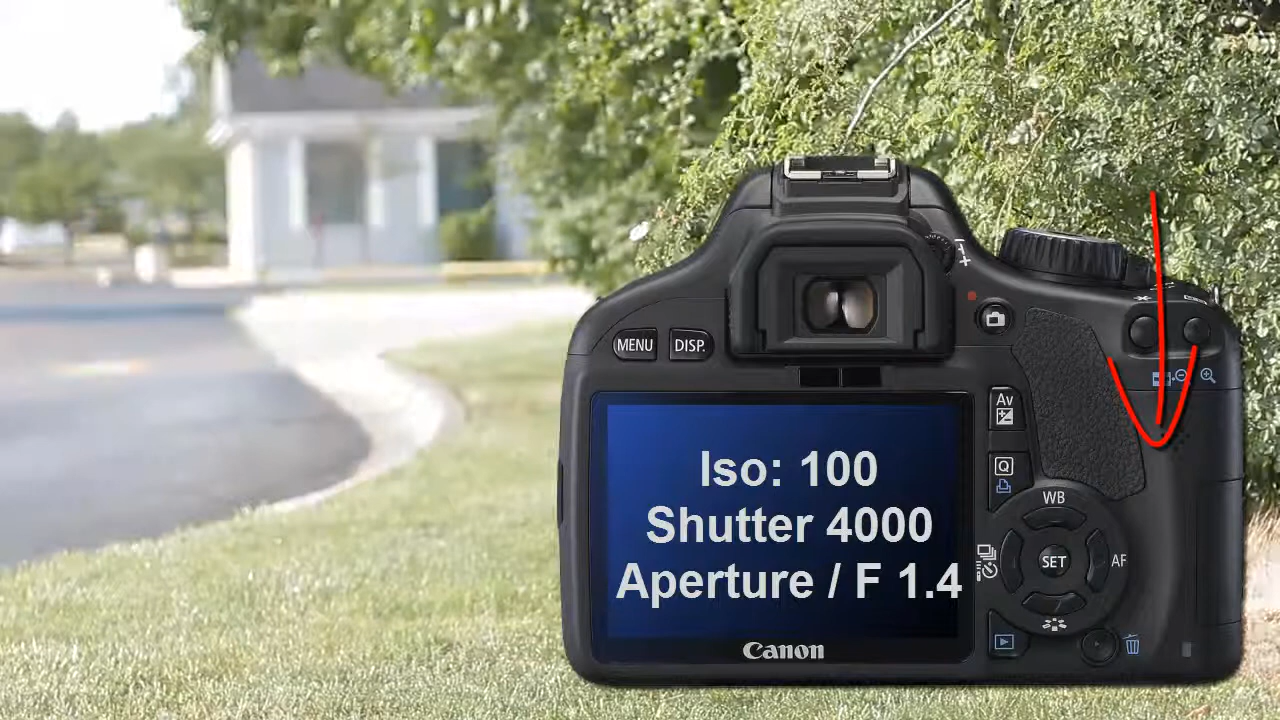 MENU
DISP.
Av
Q
WB
SET
AF
Iso: 100
Shutter 4000
Aperture / F 1.4
Canon